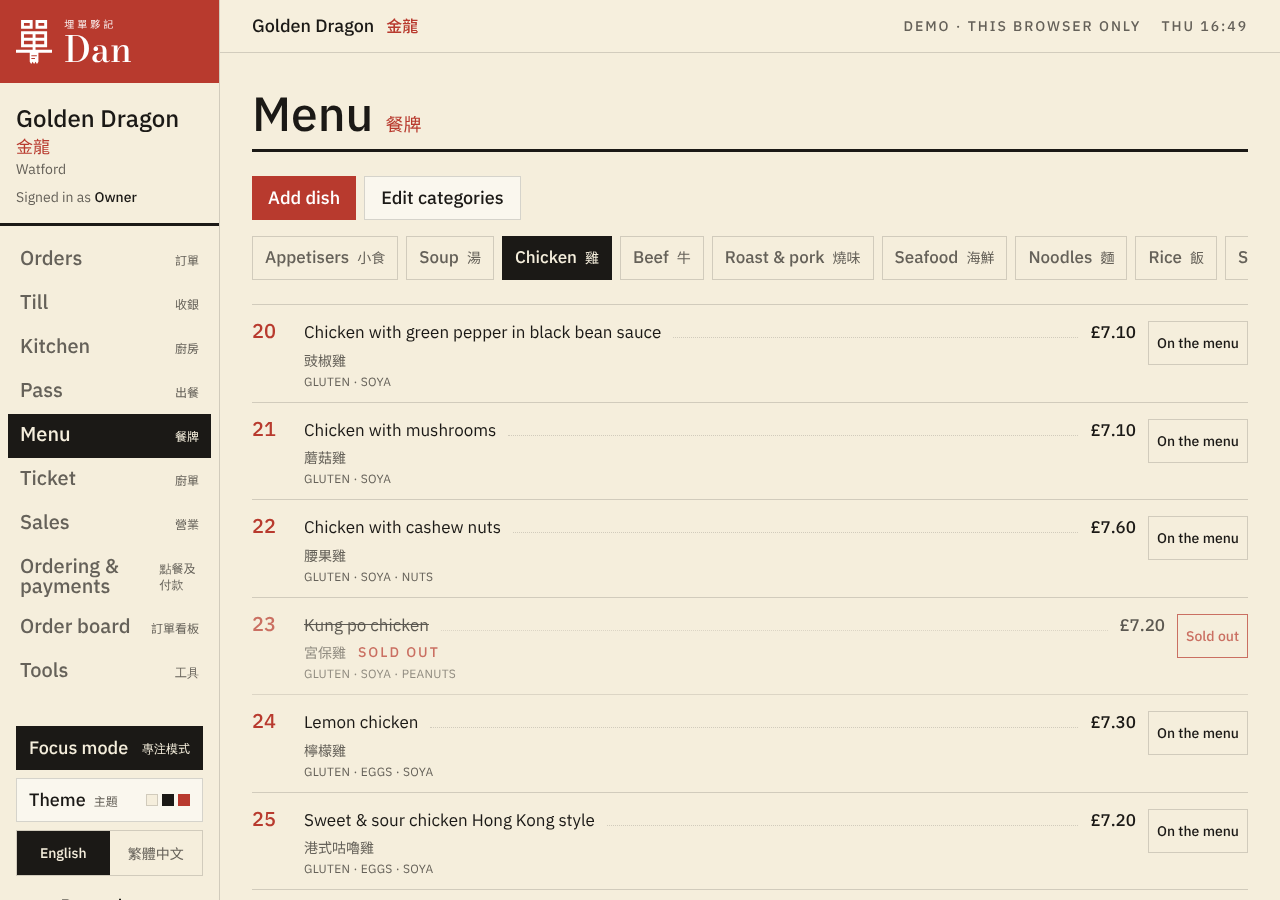 單 埋單夥記
Dan
Golden Dragon
金龍
Watford
Signed in as Owner
Orders 訂單
Till 收銀
Kitchen 廚房
Pass 出餐
Menu 餐牌
Ticket 廚單
Sales 營業
Ordering & payments 點餐及付款
Order board 訂單看板
Tools 工具
Focus mode 專注模式
Theme 主題
English 繁體中文
Golden Dragon 金龍 DEMO · THIS BROWSER ONLY THU 16:49
Menu 餐牌
Add dish Edit categories
Appetisers 小食 Soup 湯 Chicken 雞 Beef 牛 Roast & pork 燒味 Seafood 海鮮 Noodles 麵 Rice 飯 S
20 Chicken with green pepper in black bean sauce £7.10 On the menu
豉椒雞
GLUTEN · SOYA
21 Chicken with mushrooms £7.10 On the menu
蘑菇雞
GLUTEN · SOYA
22 Chicken with cashew nuts £7.60 On the menu
腰果雞
GLUTEN · SOYA · NUTS
23 Kung po chicken £7.20 Sold out
宮保雞 SOLD OUT
GLUTEN · SOYA · PEANUTS
24 Lemon chicken £7.30 On the menu
檸檬雞
GLUTEN · EGGS · SOYA
25 Sweet & sour chicken Hong Kong style £7.20 On the menu
港式咕嚕雞
GLUTEN · EGGS · SOYA